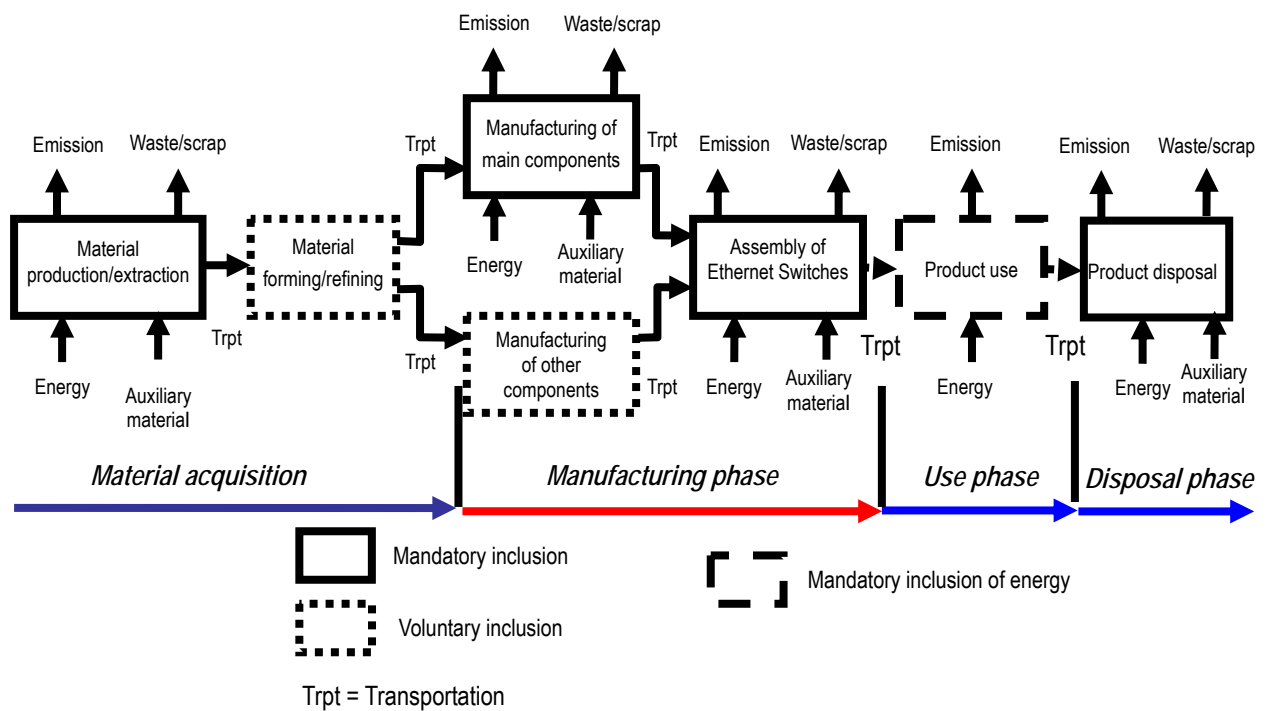 Emission
Waste/scrap
Manufacturing of
main components
Trpt
Trpt
Energy
Auxiliary
material
Emission
Waste/scrap
Material
production/extraction
Energy
Auxiliary
material
Trpt
Material
forming/refining
Trpt
Manufacturing
of other
components
Trpt
Emission
Waste/scrap
Assembly of
Ethernet Switches
Energy
Auxiliary
material
Trpt
Emission
Product use
Energy
Trpt
Emission
Waste/scrap
Product disposal
Energy
Auxiliary
material
Material acquisition
Manufacturing phase
Use phase
Disposal phase
Mandatory inclusion
Mandatory inclusion of energy
Voluntary inclusion
Trpt = Transportation